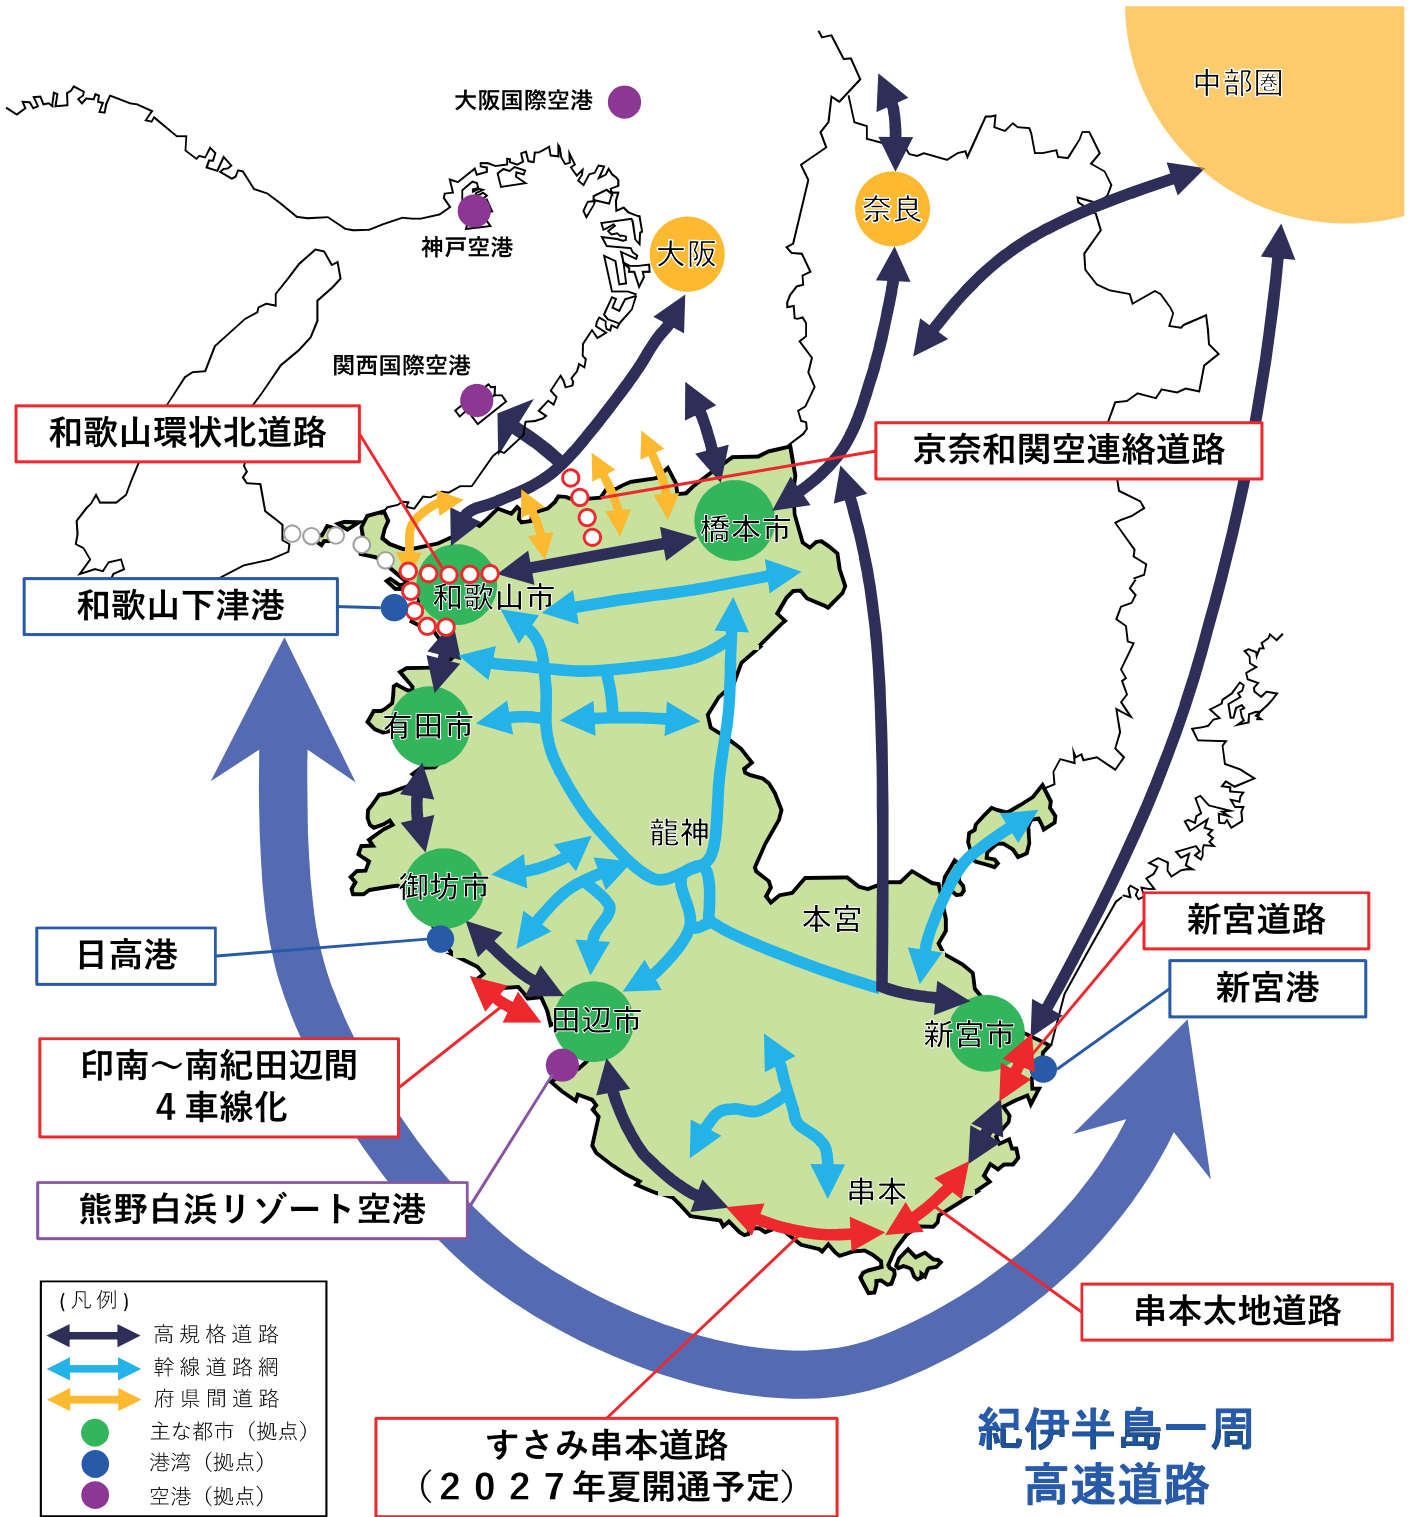 中部圏
大阪国際空港
奈良
神戸空港
大阪
関西国際空港
和歌山環状北道路
京奈和関空連絡道路
橋本市
和歌山市
和歌山下津港
有田市
龍神
御坊市
本宮
新宮道路
日高港
新宮港
田辺市
新宮市
印南～南紀田辺間
４車線化
串本
熊野白浜リゾート空港
串本太地道路
(凡例)
高規格道路
幹線道路網
府県間道路
主な都市（拠点）
港湾（拠点）
空港（拠点）
すさみ串本道路
（２０２７年夏開通予定）
紀伊半島一周
高速道路